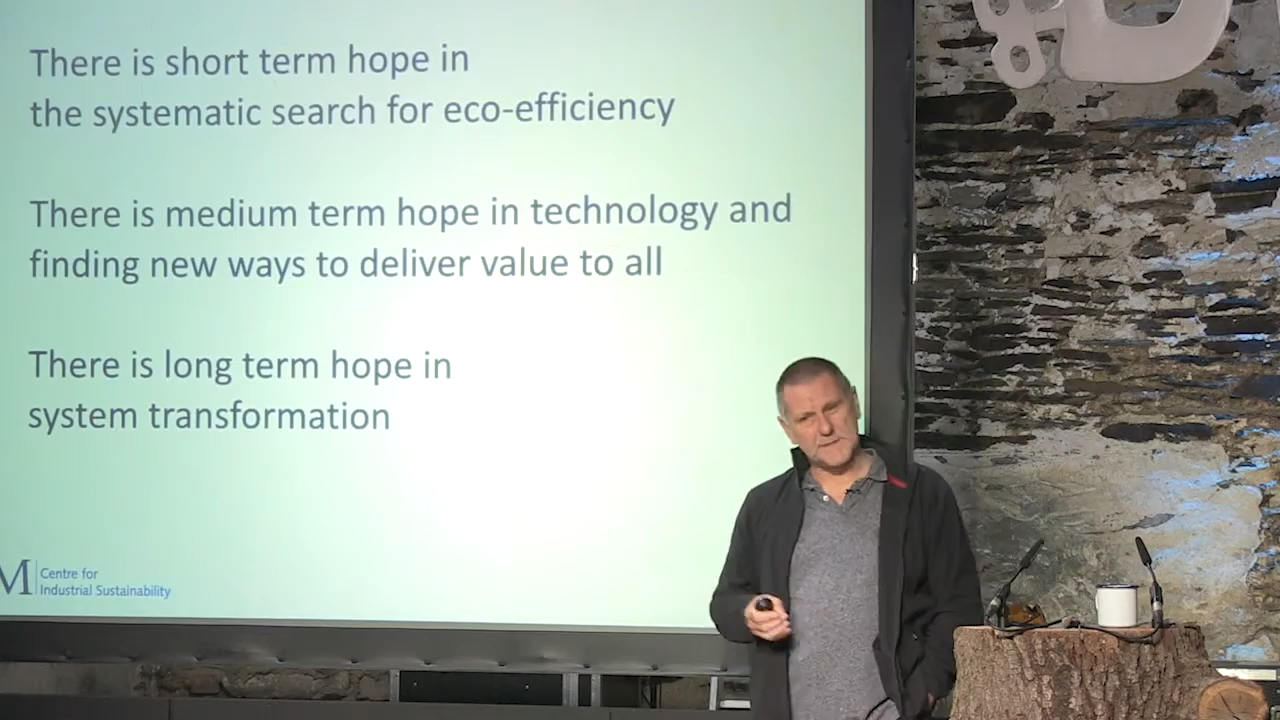 There is short term hope in
the systematic search for eco-efficiency
There is medium term hope in technology and
finding new ways to deliver value to all
There is long term hope in
system transformation
M
Centre for
Industrial Sustainability